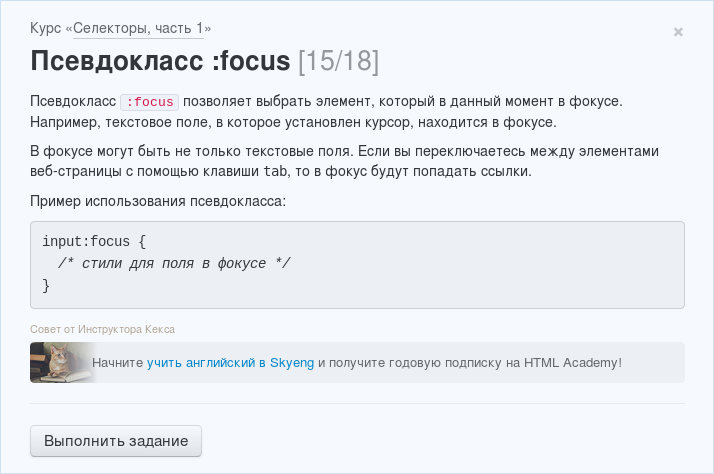 Курс «Селекторы, часть 1»
×
Псевдокласс :focus [15/18]
Псевдокласс :focus позволяет выбрать элемент, который в данный момент в фокусе.
Например, текстовое поле, в которое установлен курсор, находится в фокусе.
В фокусе могут быть не только текстовые поля. Если вы переключаетесь между элементами
веб-страницы с помощью клавиши tab, то в фокус будут попадать ссылки.
Пример использования псевдокласса:
input:focus {
/* стили для поля в фокусе */
}
Совет от Инструктора Кекса
Начните учить английский в Skyeng и получите годовую подписку на HTML Academy!
Выполнить задание